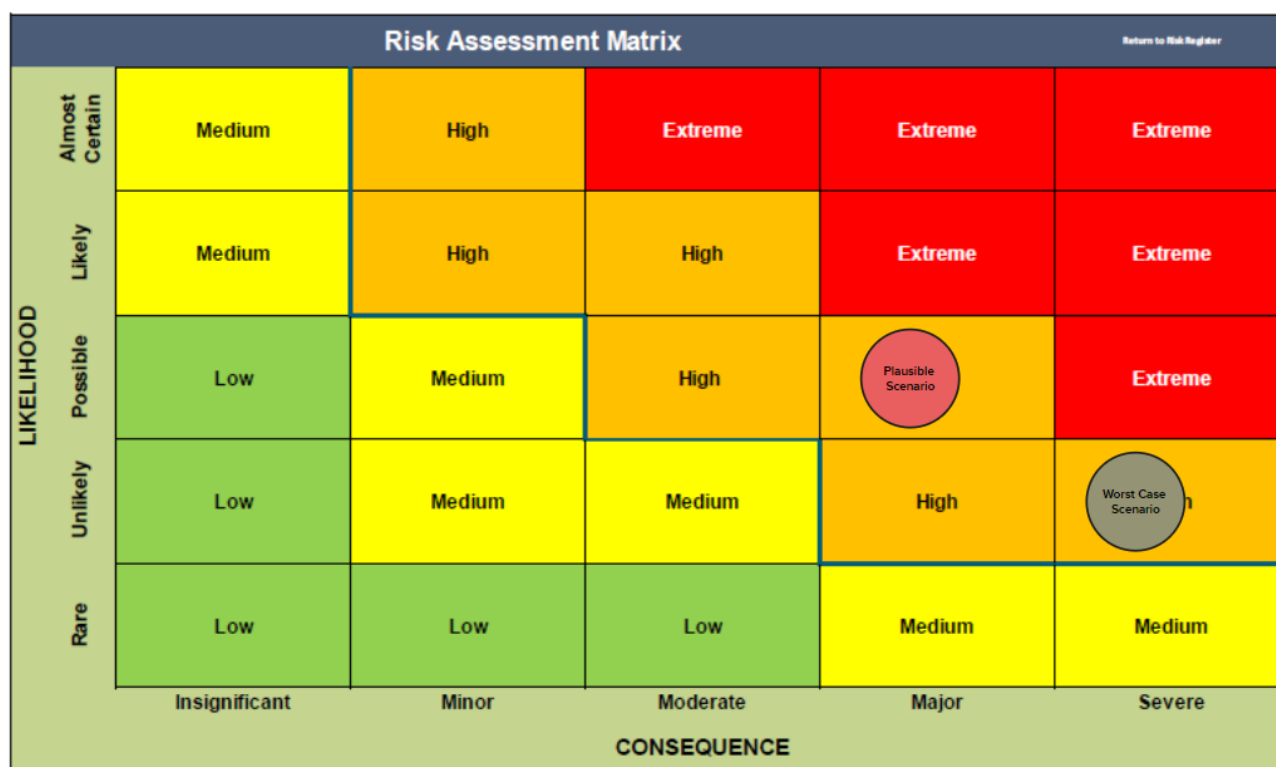 Risk Assessment Matrix
Return to Risk Register
LIKELIHOOD
Almost
Certain
Medium
High
Extreme
Extreme
Extreme
Likely
Medium
High
High
Extreme
Extreme
Possible
Low
Medium
High
Plausible
Scenario
Extreme
Unlikely
Low
Medium
Medium
High
Worst Case
Scenario
Rare
Low
Low
Low
Medium
Medium
Insignificant
Minor
Moderate
Major
Severe
CONSEQUENCE